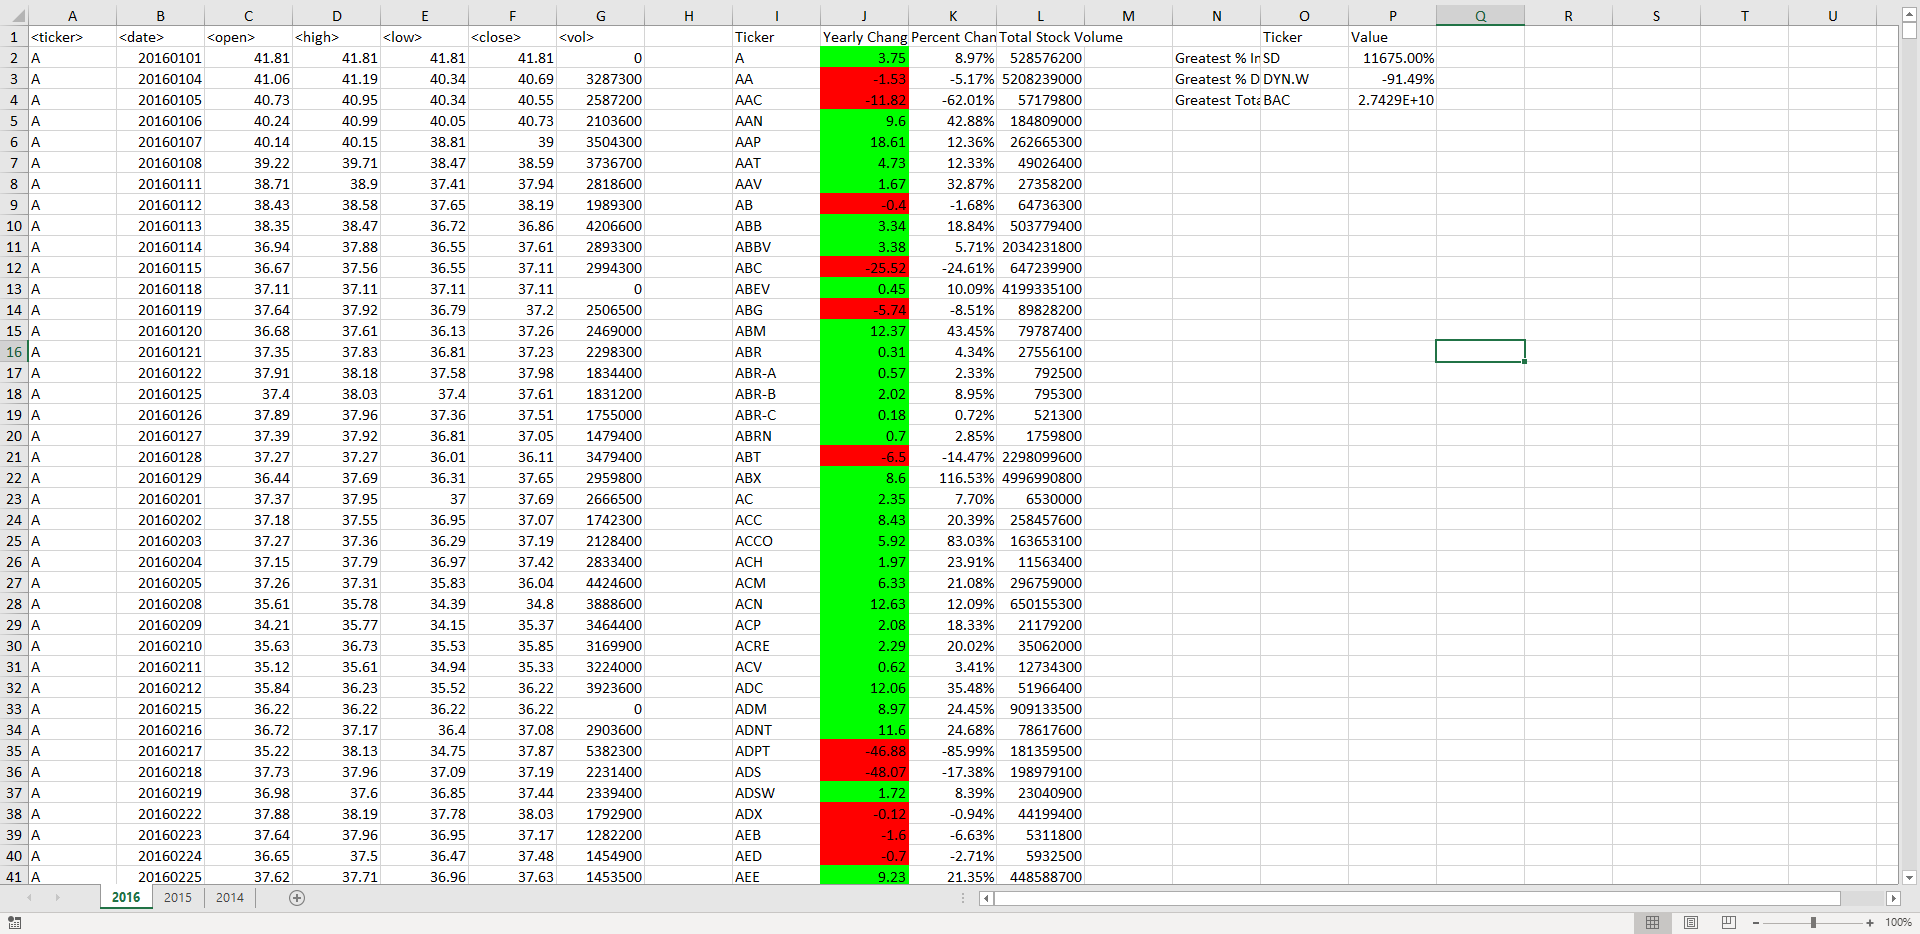 A B C D E F G H I J K L M N O P Q R S T U
1 <ticker> <date> <open> <high> <low> <close> <vol> Ticker Yearly Chang Percent Chan Total Stock Volume Ticker Value
2 A 20160101 41.81 41.81 41.81 41.81 0 A 3.75 8.97% 528576200 Greatest % In SD 11675.00%
3 A 20160104 41.06 41.19 40.34 40.69 3287300 AA -1.53 -5.17% 5208239000 Greatest % D DYN.W -91.49%
4 A 20160105 40.73 40.95 40.34 40.55 2587200 AAC -11.82 -62.01% 57179800 Greatest Tota BAC 2.7429E+10
5 A 20160106 40.24 40.99 40.05 40.73 2103600 AAN 9.6 42.88% 184809000
6 A 20160107 40.14 40.15 38.81 39 3504300 AAP 18.61 12.36% 262665300
7 A 20160108 39.22 39.71 38.47 38.59 3736700 AAT 4.73 12.33% 49026400
8 A 20160111 38.71 38.9 37.41 37.94 2818600 AAV 1.67 32.87% 27358200
9 A 20160112 38.43 38.58 37.65 38.19 1989300 AB -0.4 -1.68% 64736300
10 A 20160113 38.35 38.47 36.72 36.86 4206600 ABB 3.34 18.84% 503779400
11 A 20160114 36.94 37.88 36.55 37.61 2893300 ABBV 3.38 5.71% 2034231800
12 A 20160115 36.67 37.56 36.55 37.11 2994300 ABC -25.52 -24.61% 647239900
13 A 20160118 37.11 37.11 37.11 37.11 0 ABEV 0.45 10.09% 4199335100
14 A 20160119 37.64 37.92 36.79 37.2 2506500 ABG -5.74 -8.51% 89828200
15 A 20160120 36.68 37.61 36.13 37.26 2469000 ABM 12.37 43.45% 79787400
16 A 20160121 37.35 37.83 36.81 37.23 2298300 ABR 0.31 4.34% 27556100
17 A 20160122 37.91 38.18 37.58 37.98 1834400 ABR-A 0.57 2.33% 792500
18 A 20160125 37.4 38.03 37.4 37.61 1831200 ABR-B 2.02 8.95% 795300
19 A 20160126 37.89 37.96 37.36 37.51 1755000 ABR-C 0.18 0.72% 521300
20 A 20160127 37.39 37.92 36.81 37.05 1479400 ABRN 0.7 2.85% 1759800
21 A 20160128 37.27 37.27 36.01 36.11 3479400 ABT -6.5 -14.47% 2298099600
22 A 20160129 36.44 37.69 36.31 37.65 2959800 ABX 8.6 116.53% 4996990800
23 A 20160201 37.37 37.95 37 37.69 2666500 AC 2.35 7.70% 6530000
24 A 20160202 37.18 37.55 36.95 37.07 1742300 ACC 8.43 20.39% 258457600
25 A 20160203 37.27 37.36 36.29 37.19 2128400 ACCO 5.92 83.03% 163653100
26 A 20160204 37.15 37.79 36.97 37.42 2833400 ACH 1.97 23.91% 11563400
27 A 20160205 37.26 37.31 35.83 36.04 4424600 ACM 6.33 21.08% 296759000
28 A 20160208 35.61 35.78 34.39 34.8 3888600 ACN 12.63 12.09% 650155300
29 A 20160209 34.21 35.77 34.15 35.37 3464400 ACP 2.08 18.33% 21179200
30 A 20160210 35.63 36.73 35.53 35.85 3169900 ACRE 2.29 20.02% 35062000
31 A 20160211 35.12 35.61 34.94 35.33 3224000 ACV 0.62 3.41% 12734300
32 A 20160212 35.84 36.23 35.52 36.22 3923600 ADC 12.06 35.48% 51966400
33 A 20160215 36.22 36.22 36.22 36.22 0 ADM 8.97 24.45% 909133500
34 A 20160216 36.72 37.17 36.4 37.08 2903600 ADNT 11.6 24.68% 78617600
35 A 20160217 35.22 38.13 34.75 37.87 5382300 ADPT -46.88 -85.99% 181359500
36 A 20160218 37.73 37.96 37.09 37.19 2231400 ADS -48.07 -17.38% 198979100
37 A 20160219 36.98 37.6 36.85 37.44 2339400 ADSW 1.72 8.39% 23040900
38 A 20160222 37.88 38.19 37.78 38.03 1792900 ADX -0.12 -0.94% 44199400
39 A 20160223 37.64 37.96 36.95 37.17 1282200 AEB -1.6 -6.63% 5311800
40 A 20160224 36.65 37.5 36.47 37.48 1454900 AED -0.7 -2.71% 5932500
41 A 20160225 37.62 37.71 36.96 37.63 1453500 AEE 9.23 21.35% 448588700
2016 2015 2014
100%